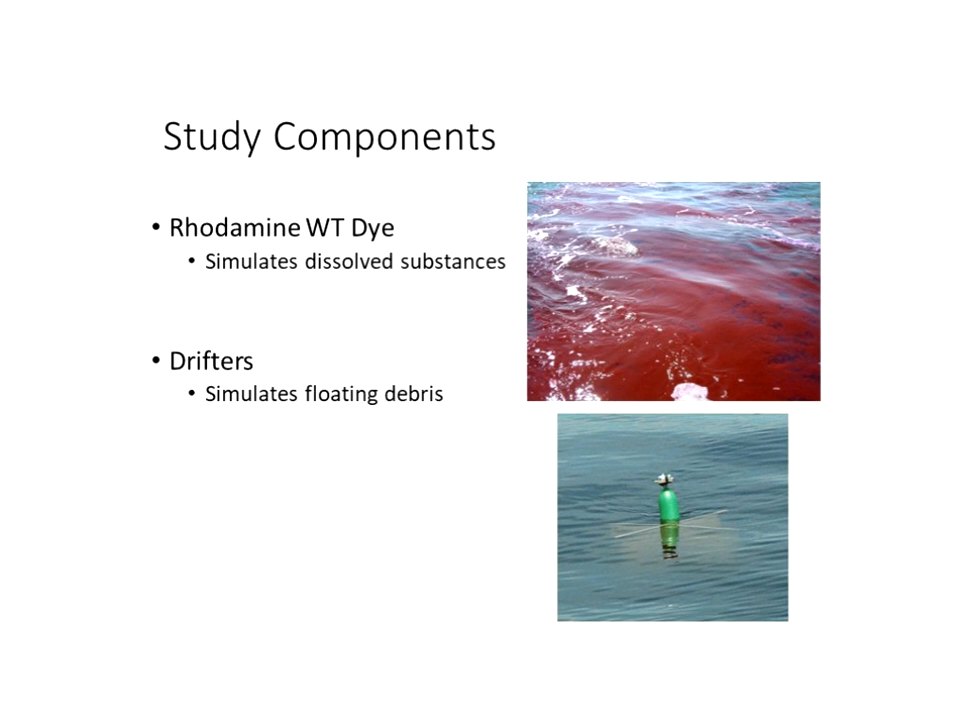 Study Components
• Rhodamine WT Dye
• Simulates dissolved substances
• Drifters
• Simulates floating debris